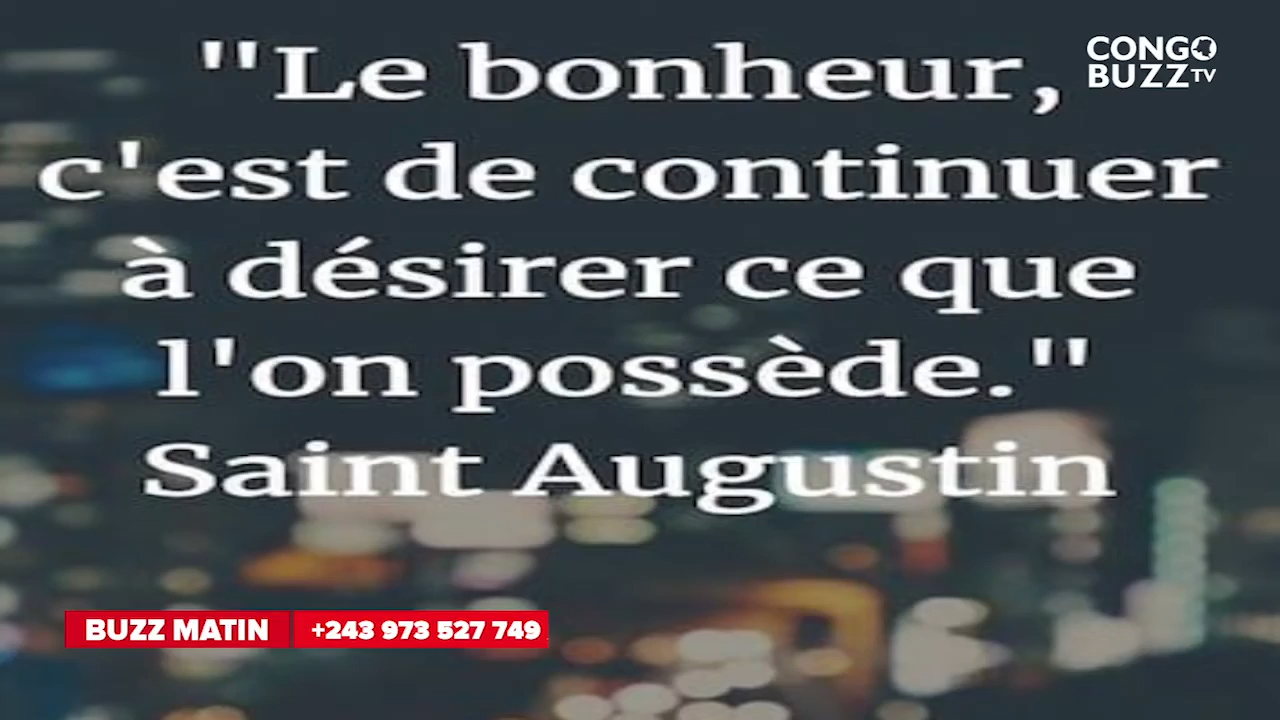 "Le bonheur,
c'est de continuer
à désirer ce que
l'on possède."
Saint Augustin
CONGO
BUZZ TV
BUZZ MATIN
+243 973 527 749